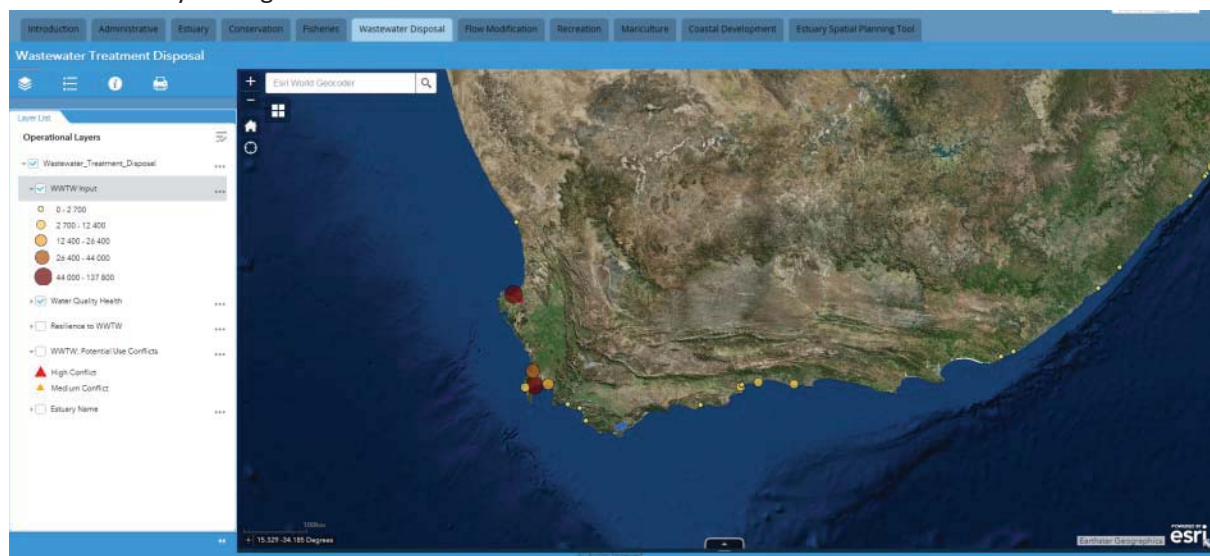 Introduction Administrative Estuary Conservation Fisheries Wastewater Disposal Flow Modification Recreation Mariculture Coastal Development Estuary Spatial Planning Tool
Wastewater Treatment Disposal
Esri World Geocoder
Layer List
Operational Layers
Wastewater_Treatment_Disposal
WWTW Input
0 - 2 700
2 700 - 12 400
12 400 - 26 400
26 400 - 44 000
44 000 - 137 800
Water Quality Health
Resilience to WWTW
WWTW: Potential Use Conflicts
High Conflict
Medium Conflict
Estuary Name
100km
15.329 -34.185 Degrees
Earthstar Geographics
POWERED BY
esri